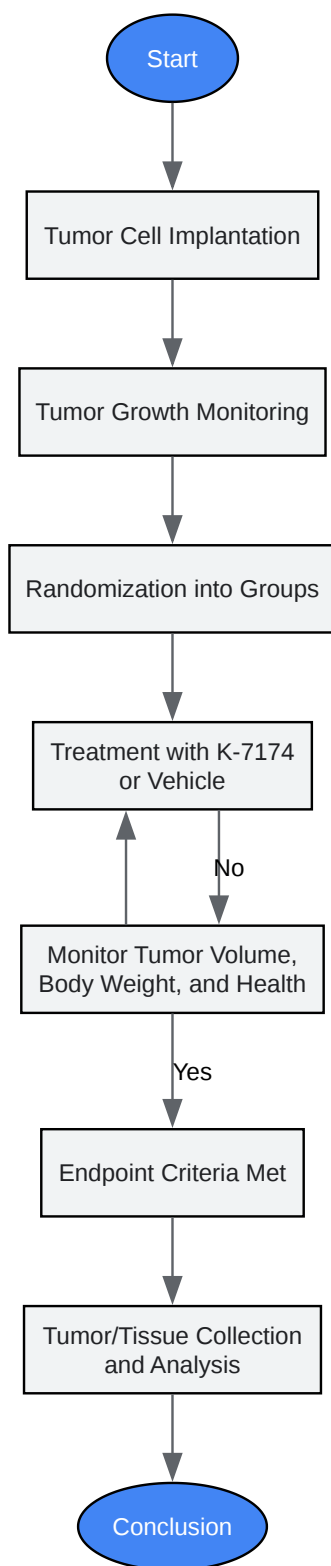 Start
Tumor Cell Implantation
Tumor Growth Monitoring
Randomization into Groups
Treatment with K-7174
or Vehicle
No
Monitor Tumor Volume,
Body Weight, and Health
Yes
Endpoint Criteria Met
Tumor/Tissue Collection
and Analysis
Conclusion